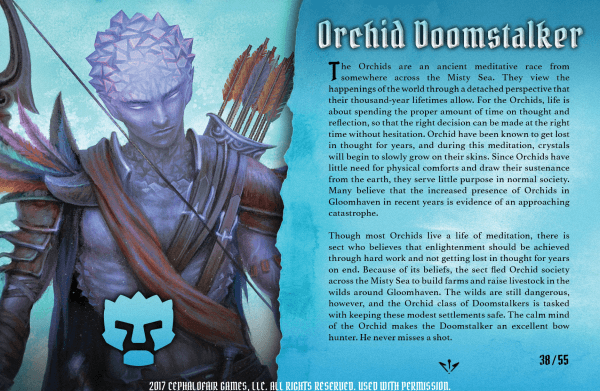 Orchid Doomstalker
The Orchids are an ancient meditative race from
somewhere across the Misty Sea. They view the
happenings of the world through a detached perspective that
their thousand-year lifetimes allow. For the Orchids, life is
about spending the proper amount of time on thought and
reflection, so that the right decision can be made at the right
time without hesitation. Orchid have been known to get lost
in thought for years, and during this meditation, crystals
will begin to slowly grow on their skins. Since Orchids have
little need for physical comforts and draw their sustenance
from the earth, they serve little purpose in normal society.
Many believe that the increased presence of Orchids in
Gloomhaven in recent years is evidence of an approaching
catastrophe.
Though most Orchids live a life of meditation, there is
sect who believes that enlightenment should be achieved
through hard work and not getting lost in thought for years
on end. Because of its beliefs, the sect fled Orchid society
across the Misty Sea to build farms and raise livestock in the
wilds around Gloomhaven. The wilds are still dangerous,
however, and the Orchid class of Doomstalkers is tasked
with keeping these modest settlements safe. The calm mind
of the Orchid makes the Doomstalker an excellent bow
hunter. He never misses a shot.
38/55
2017 CEPHALOFAIR GAMES, LLC. ALL RIGHTS RESERVED. USED WITH PERMISSION.